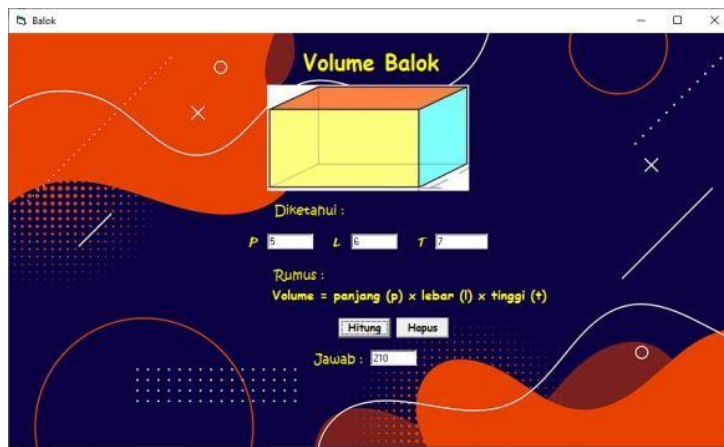 Balok
Volume Balok
Diketahui :
P 5 L 6 T 7
Rumus :
Volume = panjang (p) x lebar (l) x tinggi (t)
Hitung Hapus
Jawab : 210